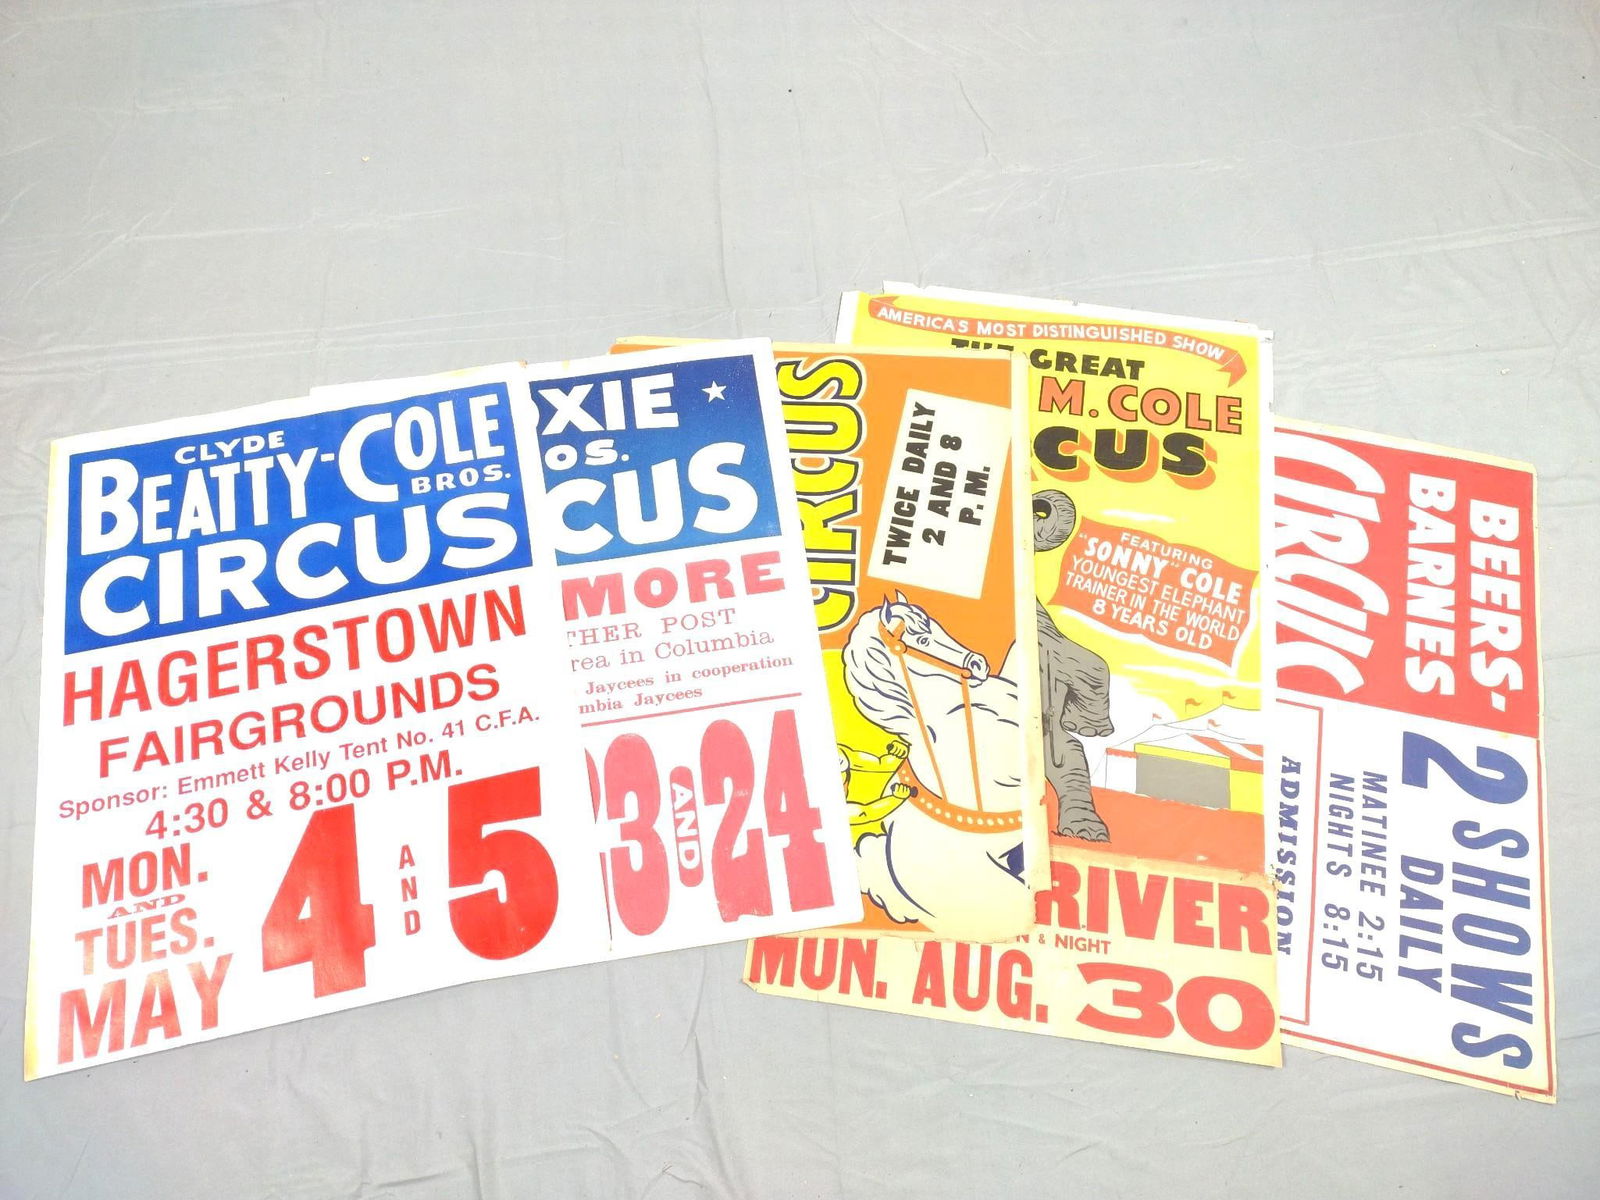 CLYDE
BEATTY-COLE
BROS.
CIRCUS
HAGERSTOWN
FAIRGROUNDS
Sponsor: Emmett Kelly Tent No. 41 C.F.A.
4:30 & 8:00 P.M.
MON.
AND
TUES.
MAY
4 AND 5
XIE
OS.
CUS
MORE
THER POST
rea in Columbia
Jaycees in cooperation
mbia Jaycees
3 AND 24
CIRCUS
TWICE DAILY
2 AND 8
P.M.
AMERICA'S MOST DISTINGUISHED SHOW
THE GREAT
M. COLE
CUS
FEATURING
"SONNY" COLE
YOUNGEST ELEPHANT
TRAINER IN THE WORLD
8 YEARS OLD
RIVER
N & NIGHT
MON. AUG. 30
BEERS-
BARNES
CIRCUS
2 SHOWS
DAILY
MATINEE 2:15
NIGHTS 8:15
ADMISSION